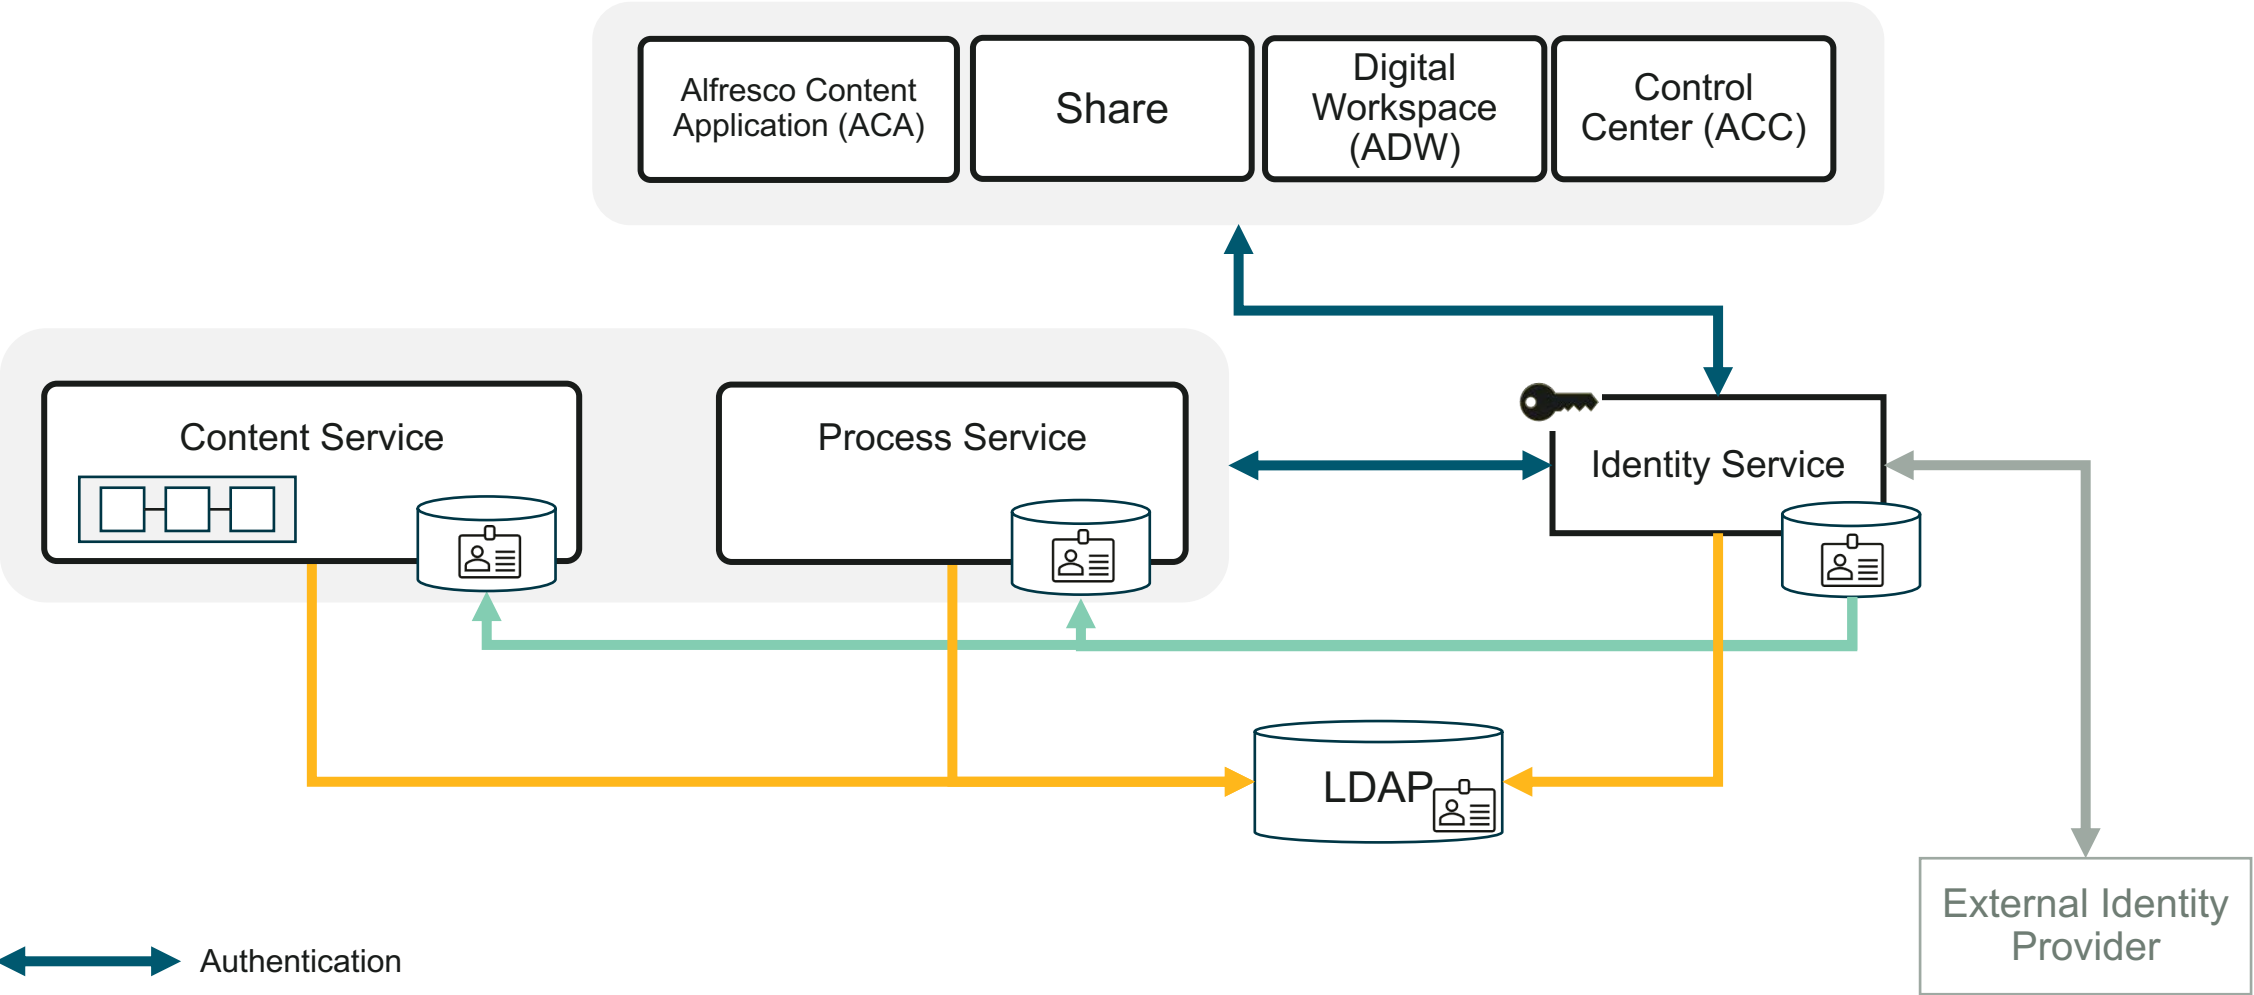 Alfresco Content
Application (ACA)
Share
Digital
Workspace
(ADW)
Control
Center (ACC)
Content Service
Process Service
Identity Service
LDAP
External Identity
Provider
Authentication